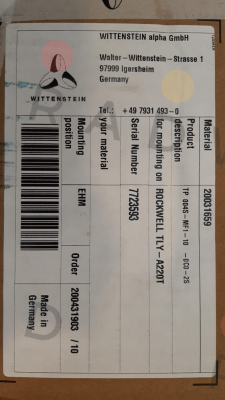 WITTENSTEIN alpha GmbH
Walter-Wittenstein-Strasse 1
97999 Igersheim
Germany
Tel.: +49 7931 493-0
WITTENSTEIN
Material 20031659
Product description TP 004S-MF1-10 -0C0-2S
for mounting on ROCKWELL TLY-A220T
Serial Number 7723593
your material
Mounting position EHM Order 200431903 /10
Made in
Germany